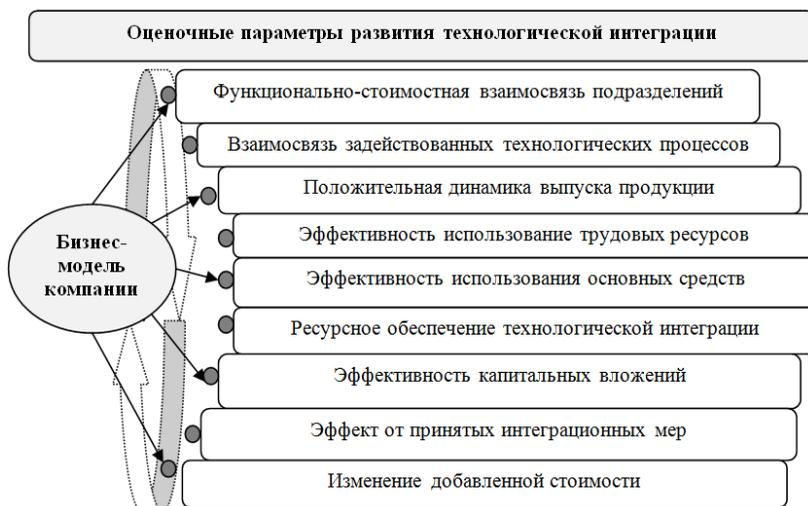 Оценочные параметры развития технологической интеграции
Функционально-стоимостная взаимосвязь подразделений
Взаимосвязь задействованных технологических процессов
Положительная динамика выпуска продукции
Эффективность использование трудовых ресурсов
Эффективность использования основных средств
Ресурсное обеспечение технологической интеграции
Эффективность капитальных вложений
Эффект от принятых интеграционных мер
Изменение добавленной стоимости
Бизнес-
модель
компании